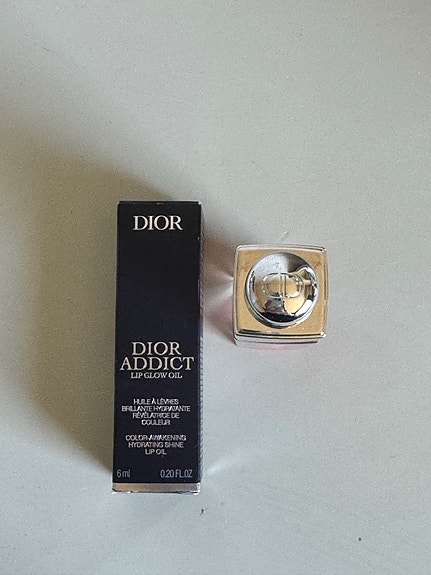 DIOR
DIOR
ADDICT
LIP GLOW OIL
HUILE À LÈVRES
BRILLANTE HYDRATANTE
RÉVÉLATRICE DE
COULEUR
COLOR-AWAKENING
HYDRATING SHINE
LIP OIL
6 ml 0.20 FL.OZ
CD